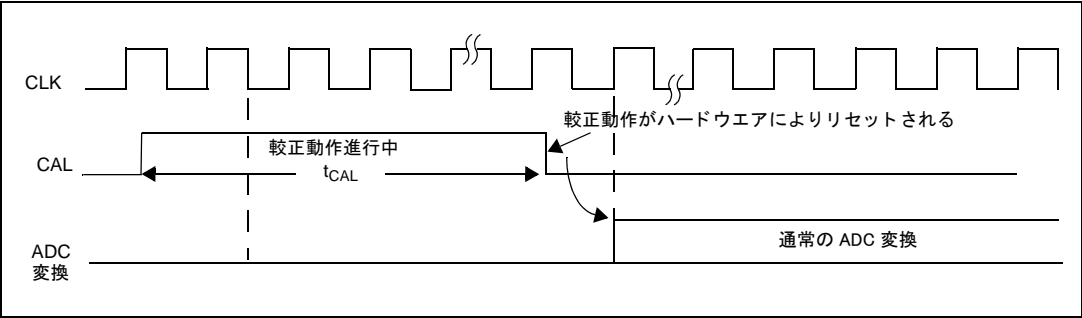 CLK
較正動作がハードウエアによりリセットされる
CAL
較正動作進行中
tCAL
通常の ADC 変換
ADC
変換